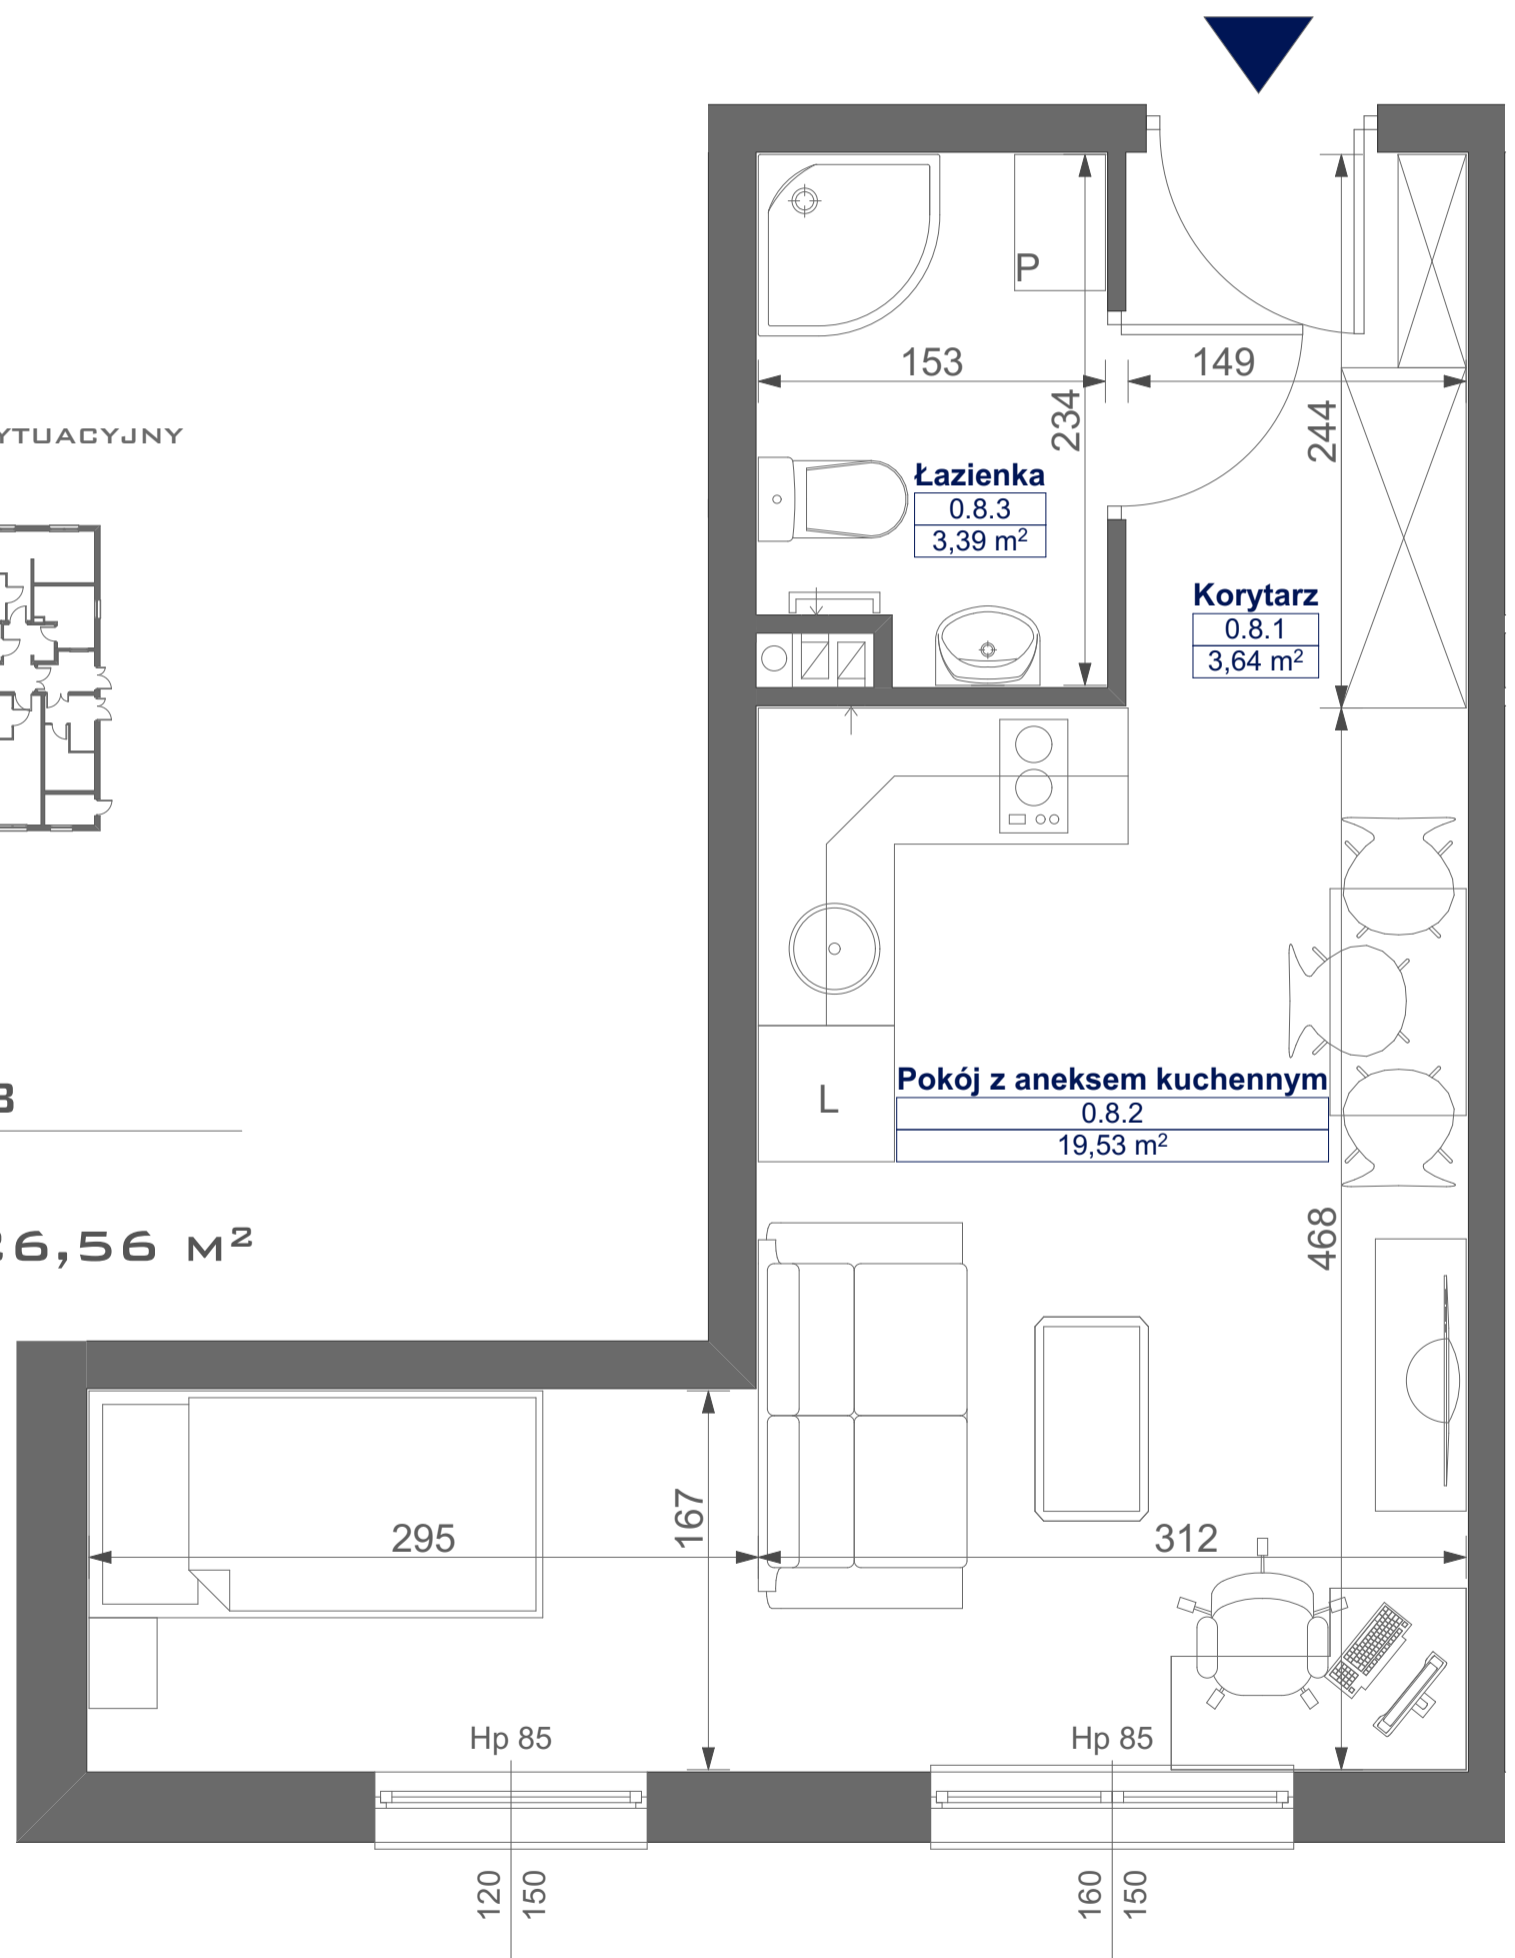 P
153
149
234
244
YTUACYJNY
Łazienka
0.8.3
3,39 m²
Korytarz
0.8.1
3,64 m²
Pokój z aneksem kuchennym
0.8.2
19,53 m²
L
26,56 M²
468
167
295
312
Hp 85
Hp 85
120
150
160
150